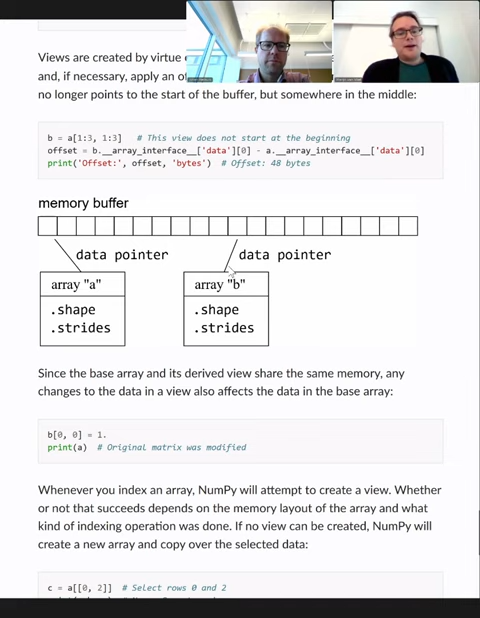 Views are created by virtue
and, if necessary, apply an
no longer points to the start of the buffer, but somewhere in the middle:
b = a[1:3, 1:3] # This view does not start at the beginning
offset = b.__array_interface__['data'][0] - a.__array_interface__['data'][0]
print('Offset:', offset, 'bytes') # Offset: 48 bytes
memory buffer
data pointer data pointer
array "a" array "b"
.shape .shape
.strides .strides
Since the base array and its derived view share the same memory, any
changes to the data in a view also affects the data in the base array:
b[0, 0] = 1.
print(a) # Original matrix was modified
Whenever you index an array, NumPy will attempt to create a view. Whether
or not that succeeds depends on the memory layout of the array and what
kind of indexing operation was done. If no view can be created, NumPy will
create a new array and copy over the selected data:
c = a[[0, 2]] # Select rows 0 and 2